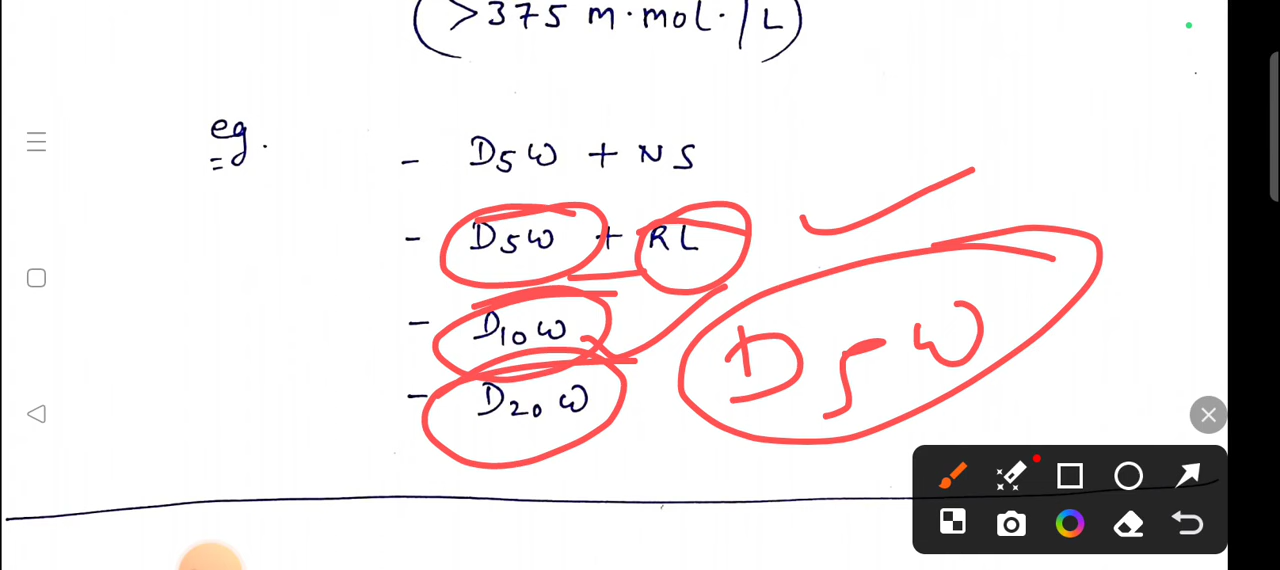 (>375 m.mol./L)
eg.
- D5W + NS
- D5W + RL
- D10W
- D20W
D5W